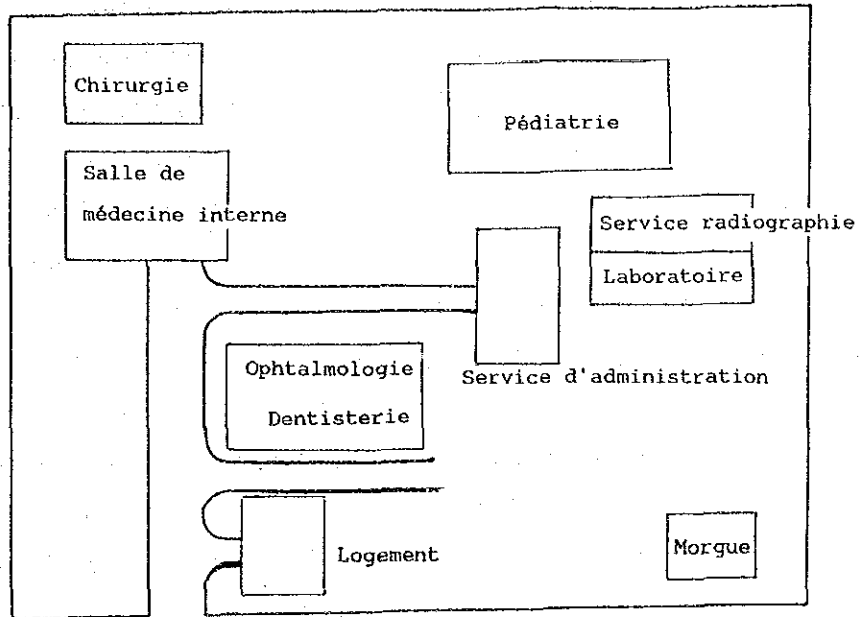 Chirurgie
Pédiatrie
Salle de
médecine interne
Service radiographie
Laboratoire
Ophtalmologie
Dentisterie
Service d'administration
Logement
Morgue